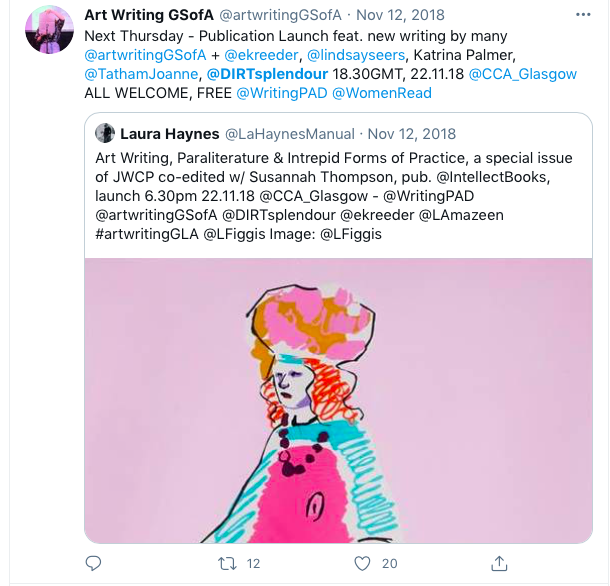 Art Writing GSofA @artwritingGSofA · Nov 12, 2018
Next Thursday - Publication Launch feat. new writing by many
@artwritingGSofA + @ekreeder, @lindsayseers, Katrina Palmer,
@TathamJoanne, @DIRTsplendour 18.30GMT, 22.11.18 @CCA_Glasgow
ALL WELCOME, FREE @WritingPAD @WomenRead
Laura Haynes @LaHaynesManual · Nov 12, 2018
Art Writing, Paraliterature & Intrepid Forms of Practice, a special issue
of JWCP co-edited w/ Susannah Thompson, pub. @IntellectBooks,
launch 6.30pm 22.11.18 @CCA_Glasgow - @WritingPAD
@artwritingGSofA @DIRTsplendour @ekreeder @LAmazeen
#artwritingGLA @LFiggis Image: @LFiggis
12 20